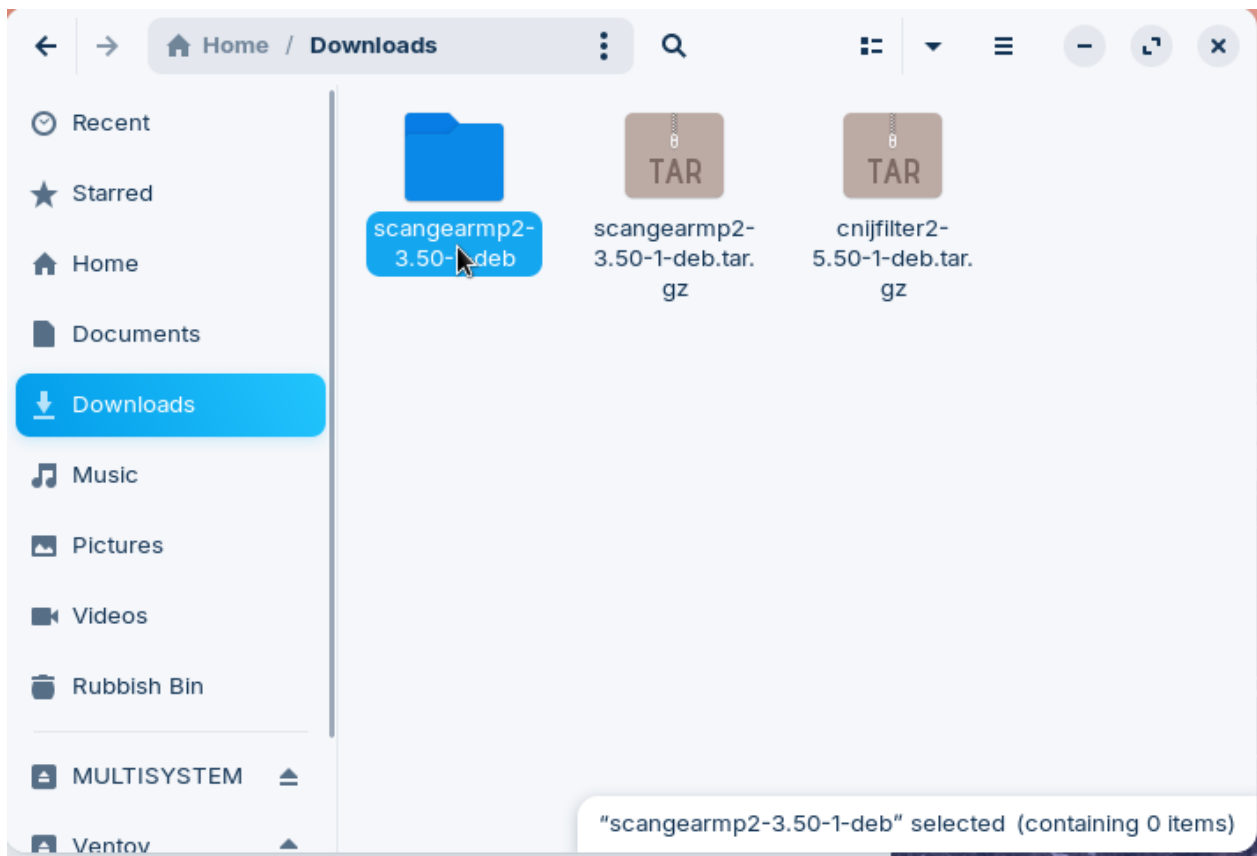 Home / Downloads
Recent
Starred
Home
Documents
Downloads
Music
Pictures
Videos
Rubbish Bin
MULTISYSTEM
Ventoy
scangearmp2-
3.50-1-deb
TAR
scangearmp2-
3.50-1-deb.tar.
gz
TAR
cnijfilter2-
5.50-1-deb.tar.
gz
“scangearmp2-3.50-1-deb” selected (containing 0 items)